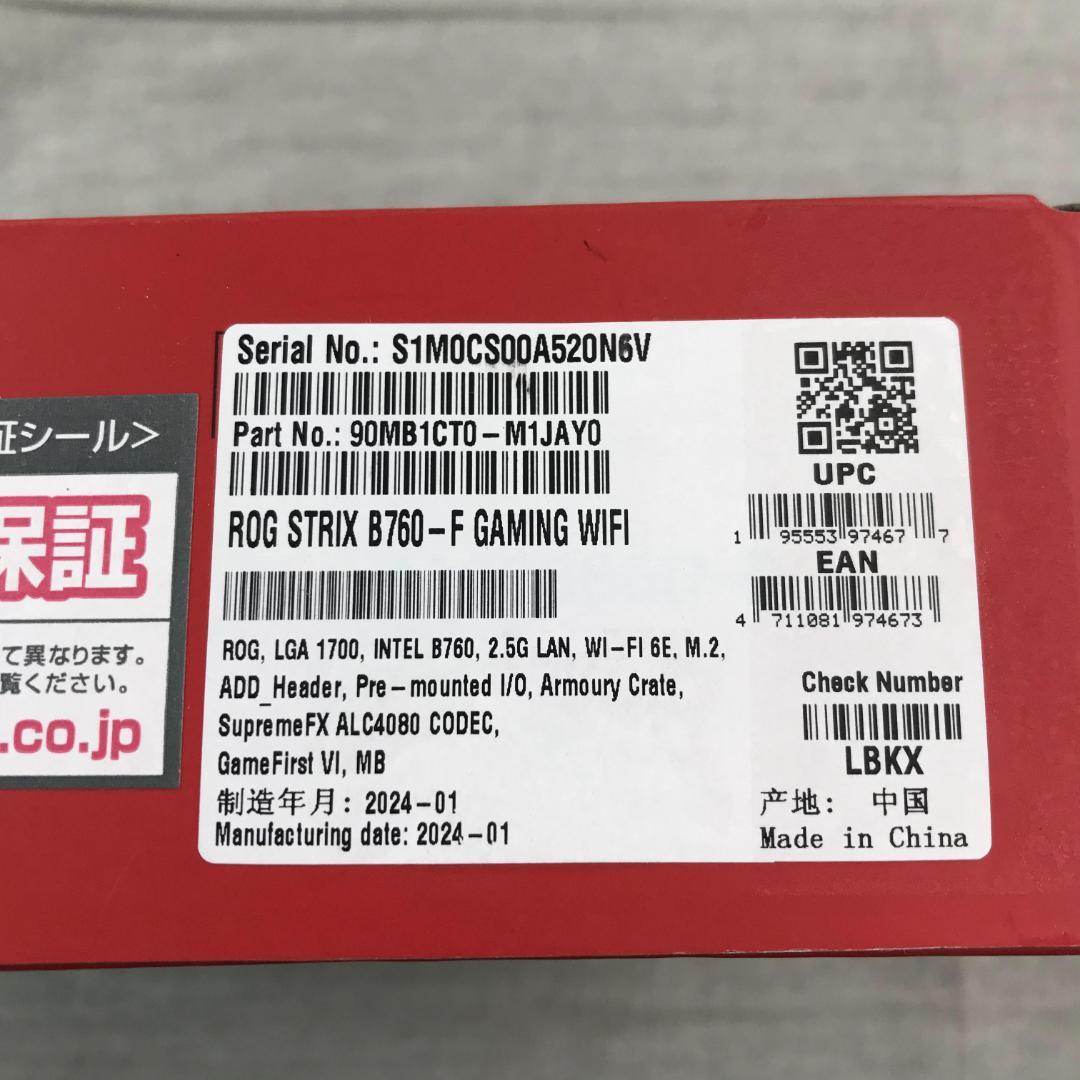 Serial No.: S1M0CS00A520N6V
Part No.: 90MB1CT0-M1JAY0
ROG STRIX B760-F GAMING WIFI
ROG, LGA 1700, INTEL B760, 2.5G LAN, WI-FI 6E, M.2,
ADD_Header, Pre-mounted I/O, Armoury Crate,
SupremeFX ALC4080 CODEC,
GameFirst VI, MB
制造年月: 2024-01
Manufacturing date: 2024-01
UPC
1 95553 97467 7
EAN
4 711081 974673
Check Number
LBKX
产地: 中国
Made in China
証シール>
保証
て異なります。
覧ください。
.co.jp